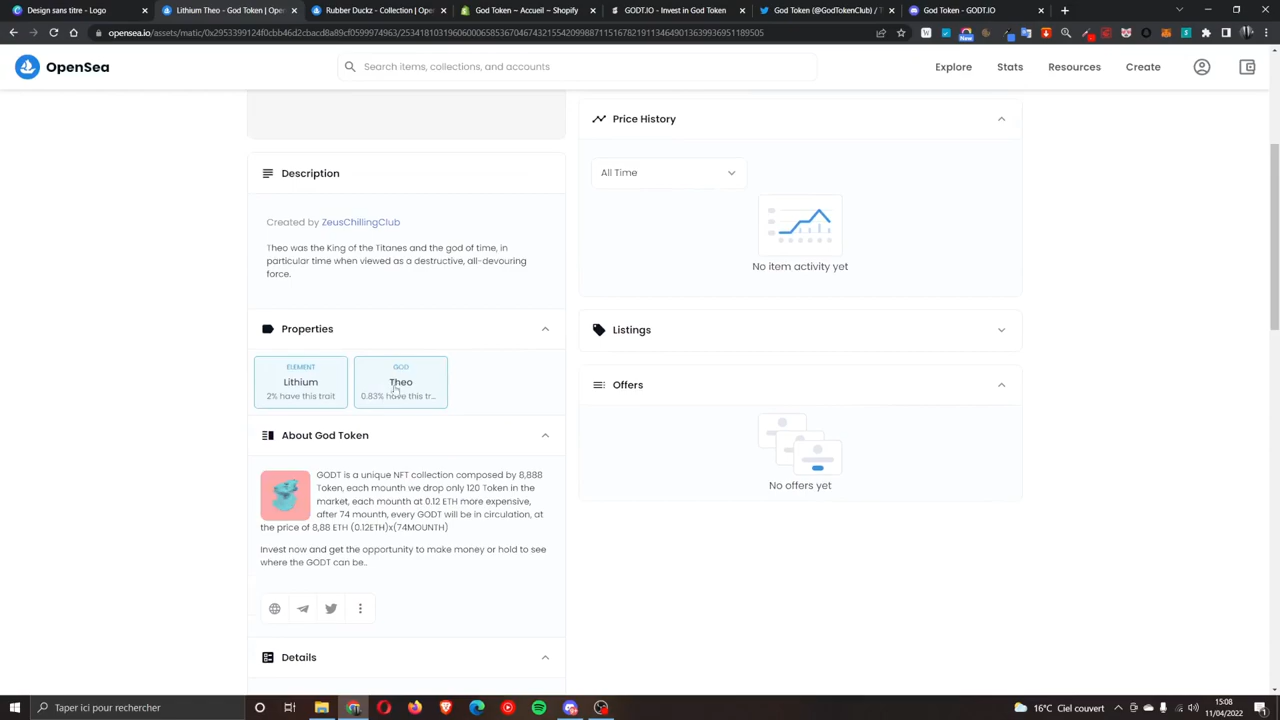 Design sans titre - Logo
Lithium Theo - God Token | Open
Rubber Duckz - Collection | Open
God Token ~ Accueil ~ Shopify
GODT.IO - Invest in God Token
God Token (@GodTokenClub) / T
God Token - GODT.IO
opensea.io/assets/matic/0x2953399124f0cbb46d2cbacd8a89cf0599974963/
New
OpenSea
Search items, collections, and accounts
Explore
Stats
Resources
Create
Price History
All Time
No item activity yet
Description
Created by ZeusChillingClub
Theo was the King of the Titanes and the god of time, in
particular time when viewed as a destructive, all-devouring
force.
Listings
Properties
ELEMENT
Lithium
2% have this trait
GOD
Theo
0.83% have this tr...
Offers
No offers yet
About God Token
GODT is a unique NFT collection composed by 8,888
Token, each mounth we drop only 120 Token in the
market, each mounth at 0.12 ETH more expensive,
after 74 mounth, every GODT will be in circulation, at
the price of 8,88 ETH (0.12ETH)x(74MOUNTH)
Invest now and get the opportunity to make money or hold to see
where the GODT can be..
Details
Taper ici pour rechercher
16°C Ciel couvert
15:08
11/04/2022